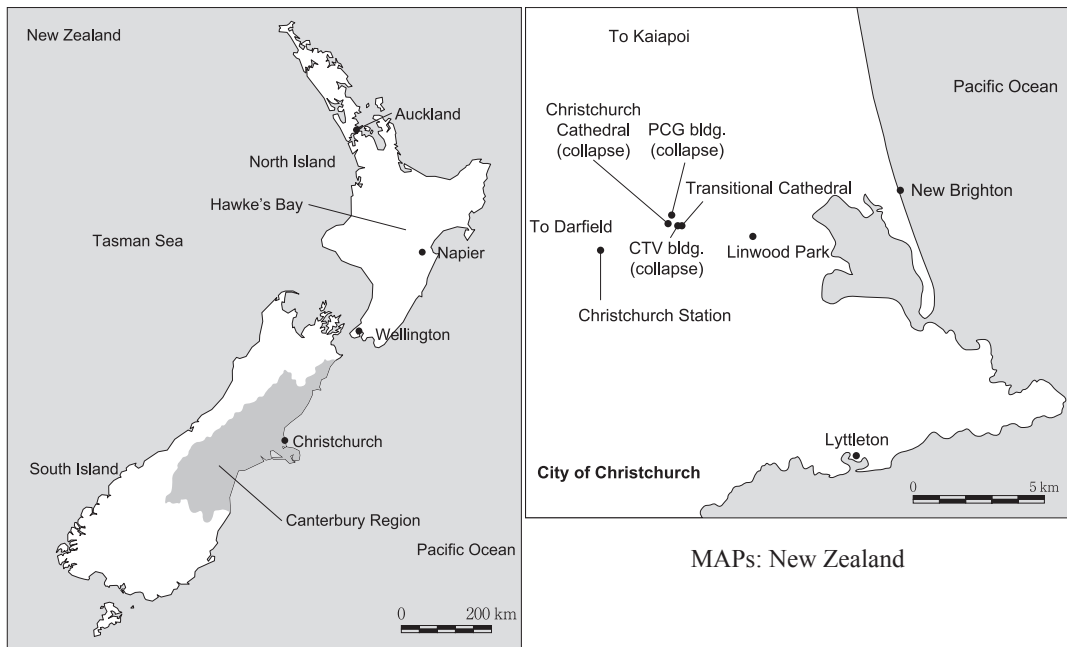 New Zealand
Auckland
North Island
Hawke's Bay
Tasman Sea
Napier
Wellington
Christchurch
South Island
Canterbury Region
Pacific Ocean
0 200 km
To Kaiapoi
Pacific Ocean
Christchurch
Cathedral
(collapse)
PCG bldg.
(collapse)
Transitional Cathedral
New Brighton
To Darfield
CTV bldg.
(collapse)
Linwood Park
Christchurch Station
Lyttleton
City of Christchurch
0 5 km
MAPs: New Zealand